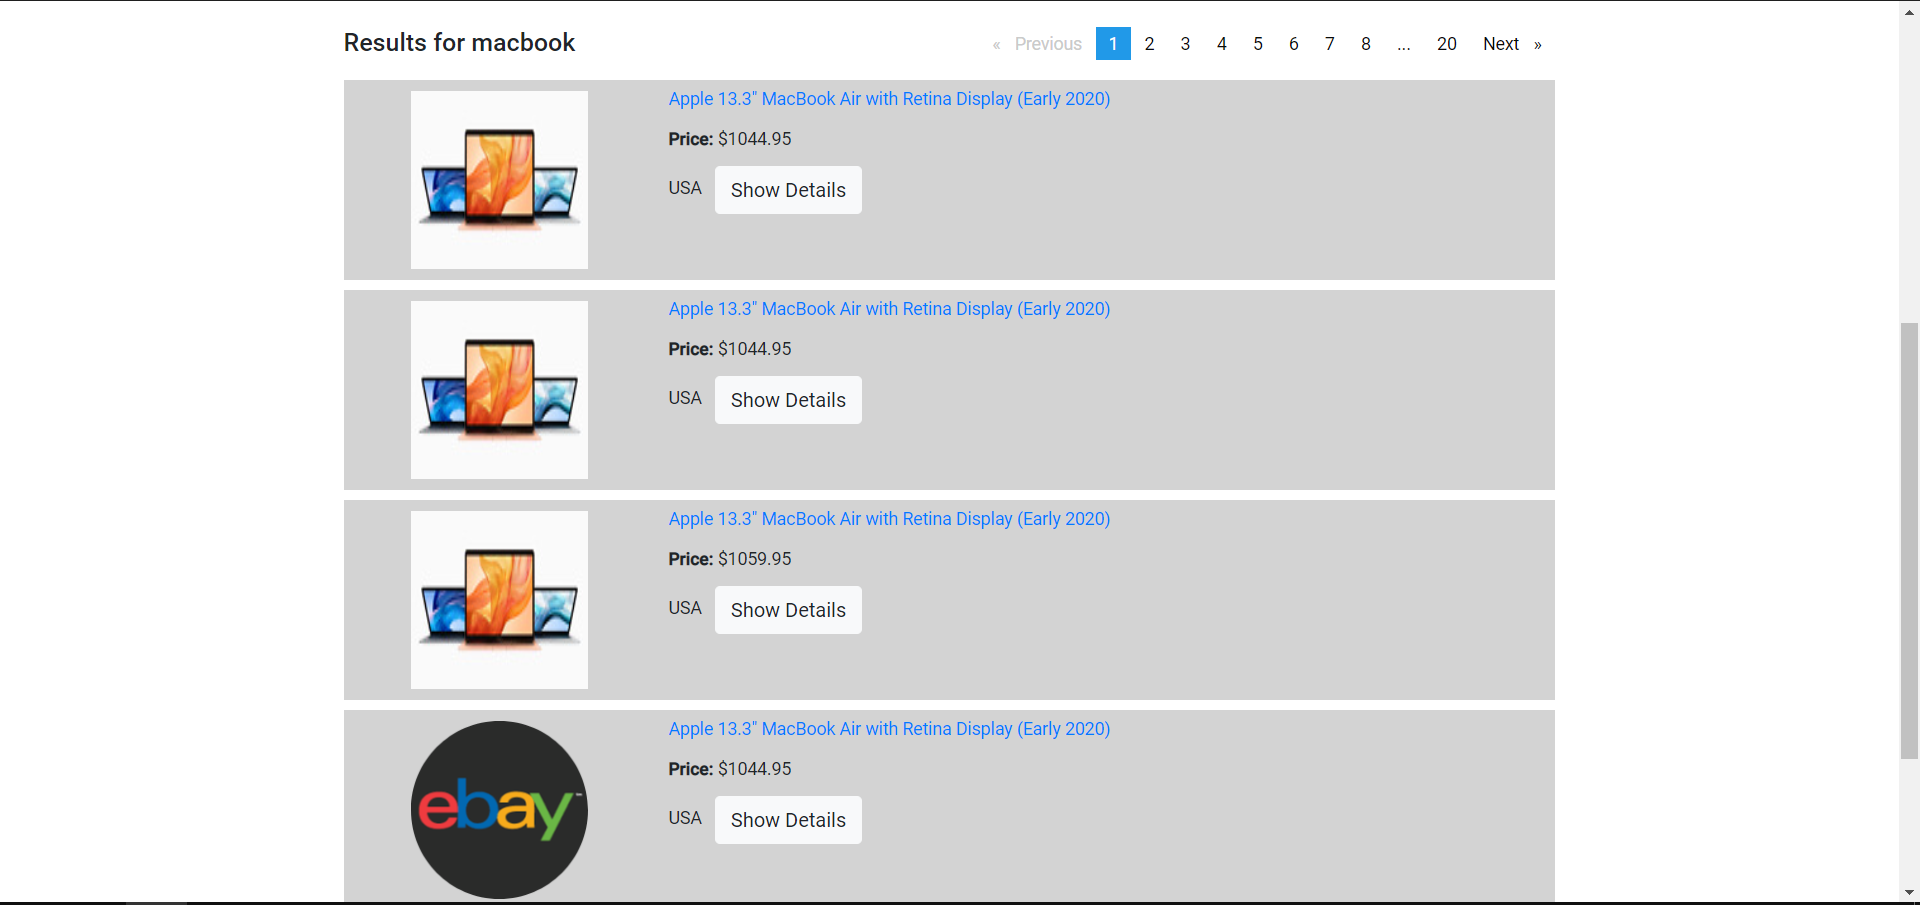 Results for macbook
« Previous 1 2 3 4 5 6 7 8 ... 20 Next »
Apple 13.3" MacBook Air with Retina Display (Early 2020)
Price: $1044.95
USA Show Details
Apple 13.3" MacBook Air with Retina Display (Early 2020)
Price: $1044.95
USA Show Details
Apple 13.3" MacBook Air with Retina Display (Early 2020)
Price: $1059.95
USA Show Details
ebay™
Apple 13.3" MacBook Air with Retina Display (Early 2020)
Price: $1044.95
USA Show Details